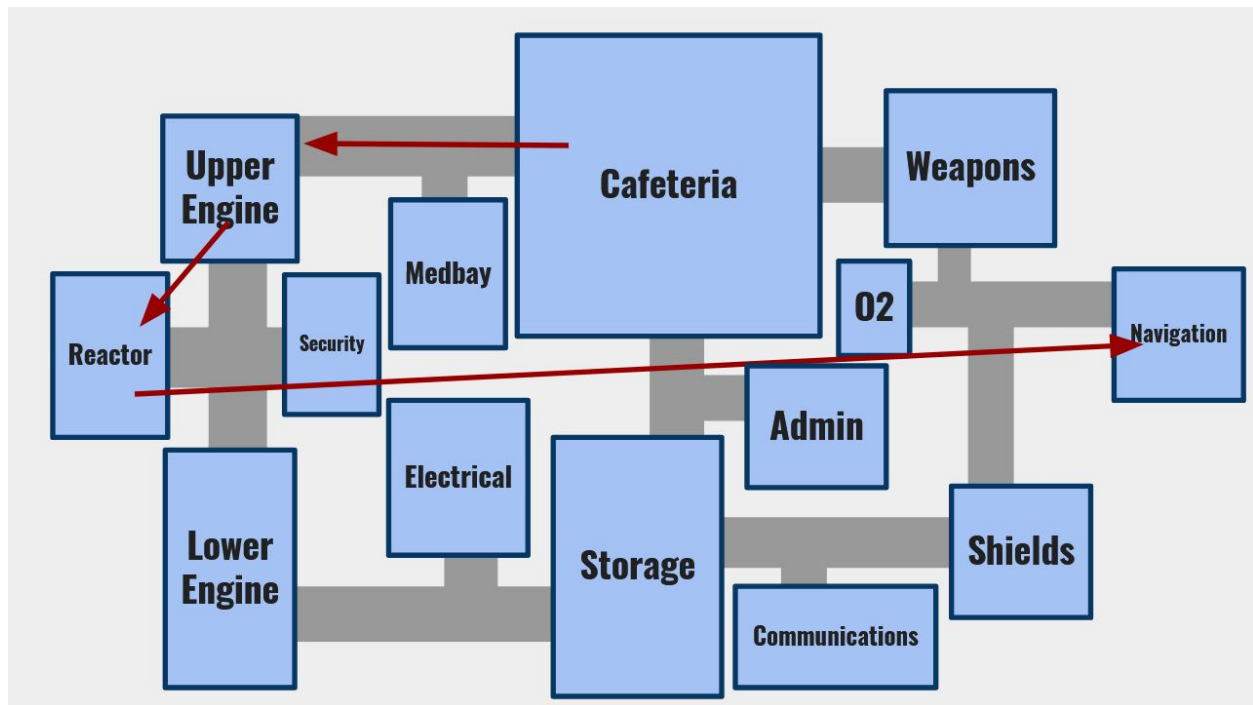 Cafeteria
Weapons
Upper
Engine
Medbay
O2
Navigation
Security
Reactor
Admin
Electrical
Lower
Engine
Storage
Shields
Communications